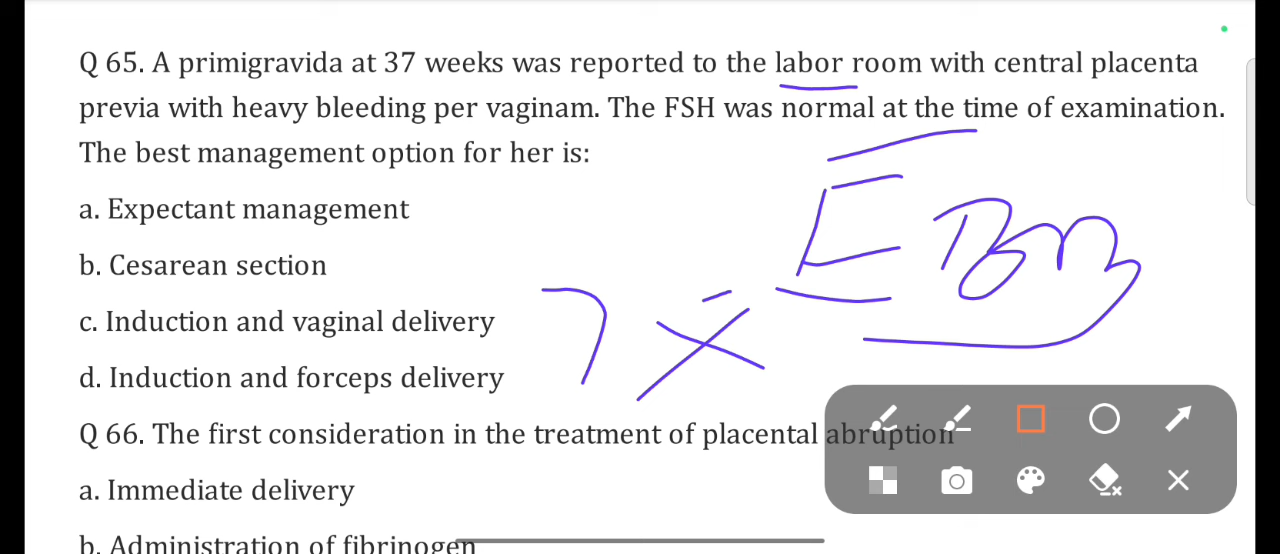 Q 65. A primigravida at 37 weeks was reported to the labor room with central placenta
previa with heavy bleeding per vaginam. The FSH was normal at the time of examination.
The best management option for her is:
a. Expectant management
b. Cesarean section
c. Induction and vaginal delivery
d. Induction and forceps delivery
Q 66. The first consideration in the treatment of placental abruption
a. Immediate delivery
b. Administration of fibrinogen